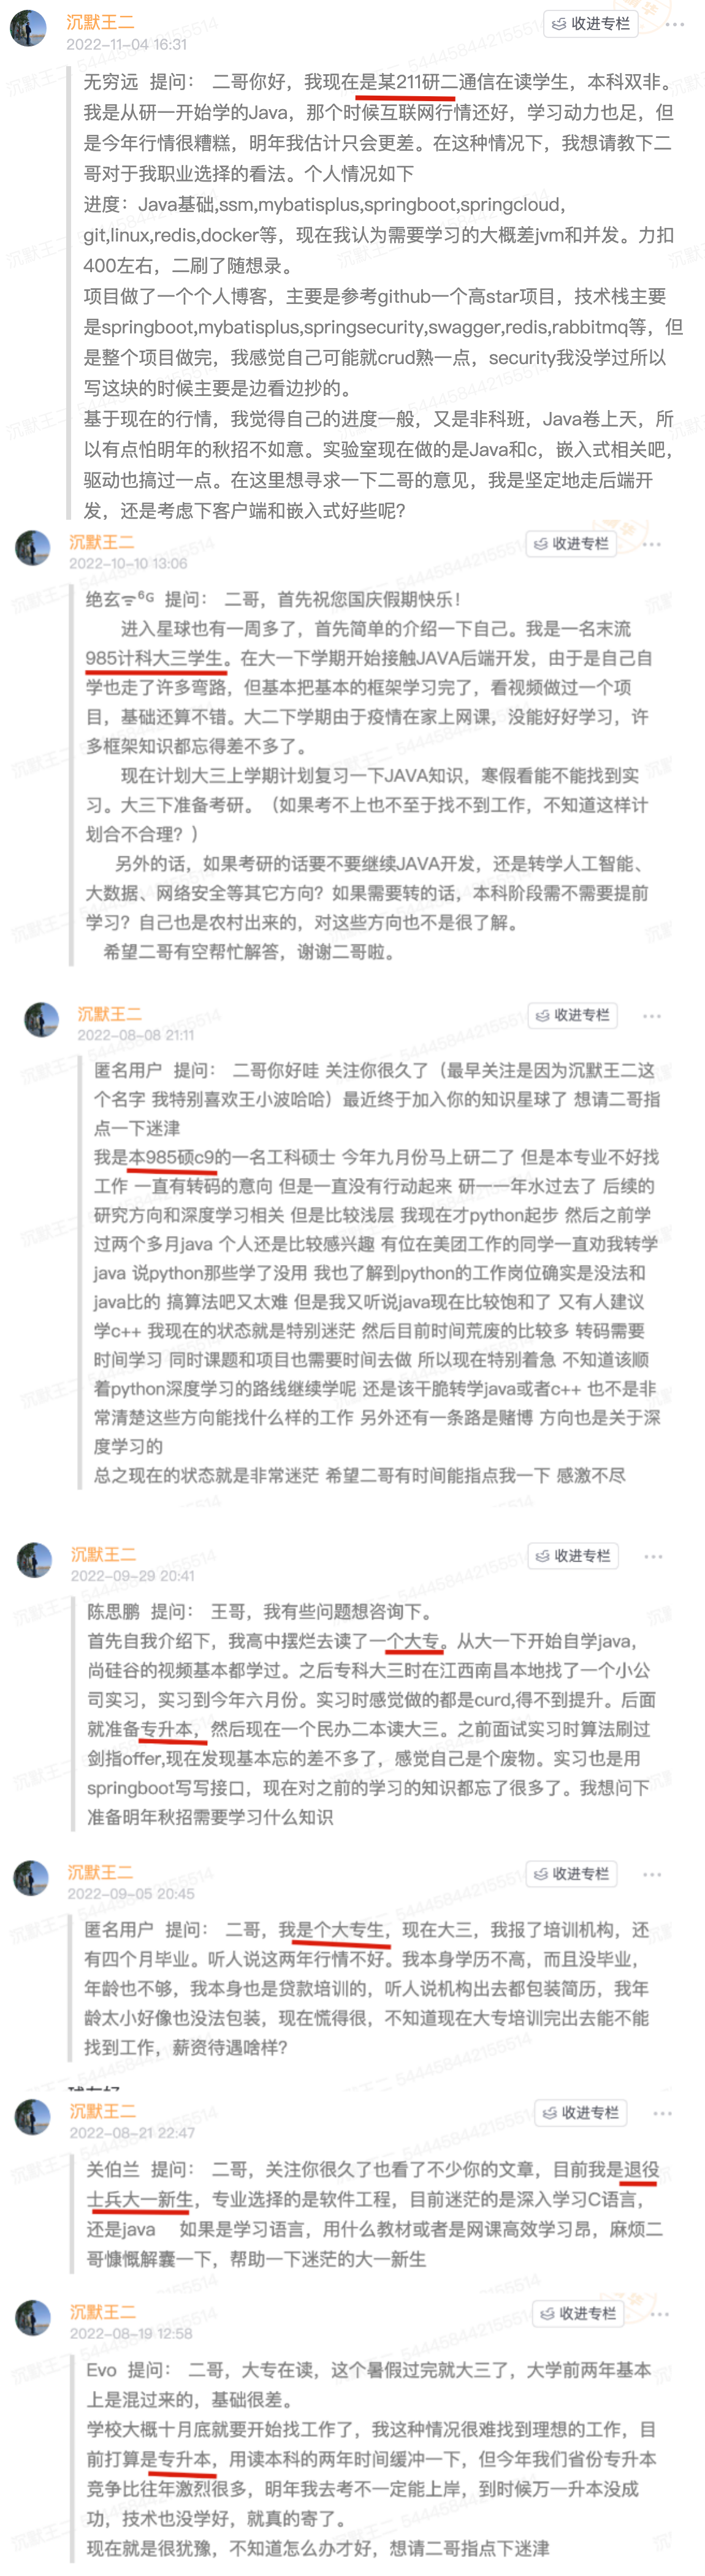 沉默王二
收进专栏
2022-11-04 16:31
无穷远 提问： 二哥你好，我现在是某211研二通信在读学生，本科双非。
我是从研一开始学的Java，那个时候互联网行情还好，学习动力也足，但
是今年行情很糟糕，明年我估计只会更差。在这种情况下，我想请教下二
哥对于我职业选择的看法。个人情况如下
进度：Java基础,ssm,mybatisplus,springboot,springcloud,
git,linux,redis,docker等，现在我认为需要学习的大概差jvm和并发。力扣
400左右，二刷了随想录。
项目做了一个个人博客，主要是参考github一个高star项目，技术栈主要
是springboot,mybatisplus,springsecurity,swagger,redis,rabbitmq等，但
是整个项目做完，我感觉自己可能就crud熟一点，security我没学过所以
写这块的时候主要是边看边抄的。
基于现在的行情，我觉得自己的进度一般，又是非科班，Java卷上天，所
以有点怕明年的秋招不如意。实验室现在做的是Java和c，嵌入式相关吧，
驱动也搞过一点。在这里想寻求一下二哥的意见，我是坚定地走后端开
发，还是考虑下客户端和嵌入式好些呢?
沉默王二
收进专栏
2022-10-10 13:06
绝玄ᯤ⁶ᴳ 提问： 二哥，首先祝您国庆假期快乐！
进入星球也有一周多了，首先简单的介绍一下自己。我是一名末流
985计科大三学生。在大一下学期开始接触JAVA后端开发，由于是自己自
学也走了许多弯路，但基本把基本的框架学习完了，看视频做过一个项
目，基础还算不错。大二下学期由于疫情在家上网课，没能好好学习，许
多框架知识都忘得差不多了。
现在计划大三上学期计划复习一下JAVA知识，寒假看能不能找到实
习。大三下准备考研。（如果考不上也不至于找不到工作，不知道这样计
划合不合理？）
另外的话，如果考研的话要不要继续JAVA开发，还是转学人工智能、
大数据、网络安全等其它方向？如果需要转的话，本科阶段需不需要提前
学习？自己也是农村出来的，对这些方向也不是很了解。
希望二哥有空帮忙解答，谢谢二哥啦。
沉默王二
收进专栏
2022-08-08 21:11
匿名用户 提问： 二哥你好哇 关注你很久了（最早关注是因为沉默王二这
个名字 我特别喜欢王小波哈哈）最近终于加入你的知识星球了 想请二哥指
点一下迷津
我是本985硕c9的一名工科硕士 今年九月份马上研二了 但是本专业不好找
工作 一直有转码的意向 但是一直没有行动起来 研一一年水过去了 后续的
研究方向和深度学习相关 但是比较浅层 我现在才python起步 然后之前学
过两个多月java 个人还是比较感兴趣 有位在美团工作的同学一直劝我转学
java 说python那些学了没用 我也了解到python的工作岗位确实是没法和
java比的 搞算法吧又太难 但是我又听说java现在比较饱和了 又有人建议
学c++ 我现在的状态就是特别迷茫 然后目前时间荒废的比较多 转码需要
时间学习 同时课题和项目也需要时间去做 所以现在特别着急 不知道该顺
着python深度学习的路线继续学呢 还是该干脆转学java或者c++ 也不是非
常清楚这些方向能找什么样的工作 另外还有一条路是赌博 方向也是关于深
度学习的
总之现在的状态就是非常迷茫 希望二哥有时间能指点我一下 感激不尽
沉默王二
收进专栏
2022-09-29 20:41
陈思鹏 提问： 王哥，我有些问题想咨询下。
首先自我介绍下，我高中摆烂去读了一个大专。从大一下开始自学java，
尚硅谷的视频基本都学过。之后专科大三时在江西南昌本地找了一个小公
司实习，实习到今年六月份。实习时感觉做的都是curd,得不到提升。后面
就准备专升本，然后现在一个民办二本读大三。之前面试实习时算法刷过
剑指offer,现在发现基本忘的差不多了，感觉自己是个废物。实习也是用
springboot写写接口，现在对之前的学习的知识都忘了很多了。我想问下
准备明年秋招需要学习什么知识
沉默王二
收进专栏
2022-09-05 20:45
匿名用户 提问： 二哥，我是个大专生，现在大三，我报了培训机构，还
有四个月毕业。听人说这两年行情不好。我本身学历不高，而且没毕业，
年龄也不够，我本身也是贷款培训的，听人说机构出去都包装简历，我年
龄太小好像也没法包装，现在慌得很，不知道现在大专培训完出去能不能
找到工作，薪资待遇啥样?
沉默王二
收进专栏
2022-08-21 22:47
关伯兰 提问： 二哥，关注你很久了也看了不少你的文章，目前我是退役
士兵大一新生，专业选择的是软件工程，目前迷茫的是深入学习C语言，
还是java 如果是学习语言，用什么教材或者是网课高效学习昂，麻烦二
哥慷慨解囊一下，帮助一下迷茫的大一新生
沉默王二
收进专栏
2022-08-19 12:58
Evo 提问： 二哥，大专在读，这个暑假过完就大三了，大学前两年基本
上是混过来的，基础很差。
学校大概十月底就要开始找工作了，我这种情况很难找到理想的工作，目
前打算是专升本，用读本科的两年时间缓冲一下，但今年我们省份专升本
竞争比往年激烈很多，明年我去考不一定能上岸，到时候万一升本没成
功，技术也没学好，就真的寄了。
现在就是很犹豫，不知道怎么办才好，想请二哥指点下迷津